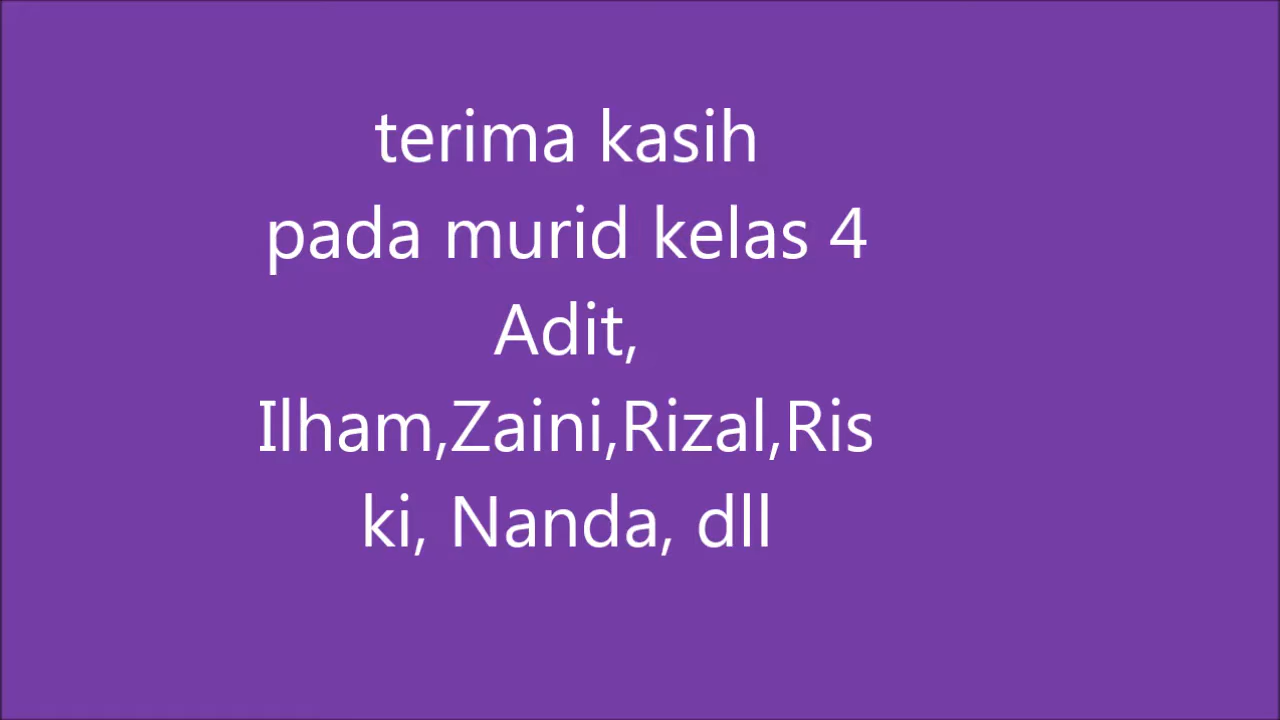 terima kasih
pada murid kelas 4
Adit,
Ilham,Zaini,Rizal,Ris
ki, Nanda, dll